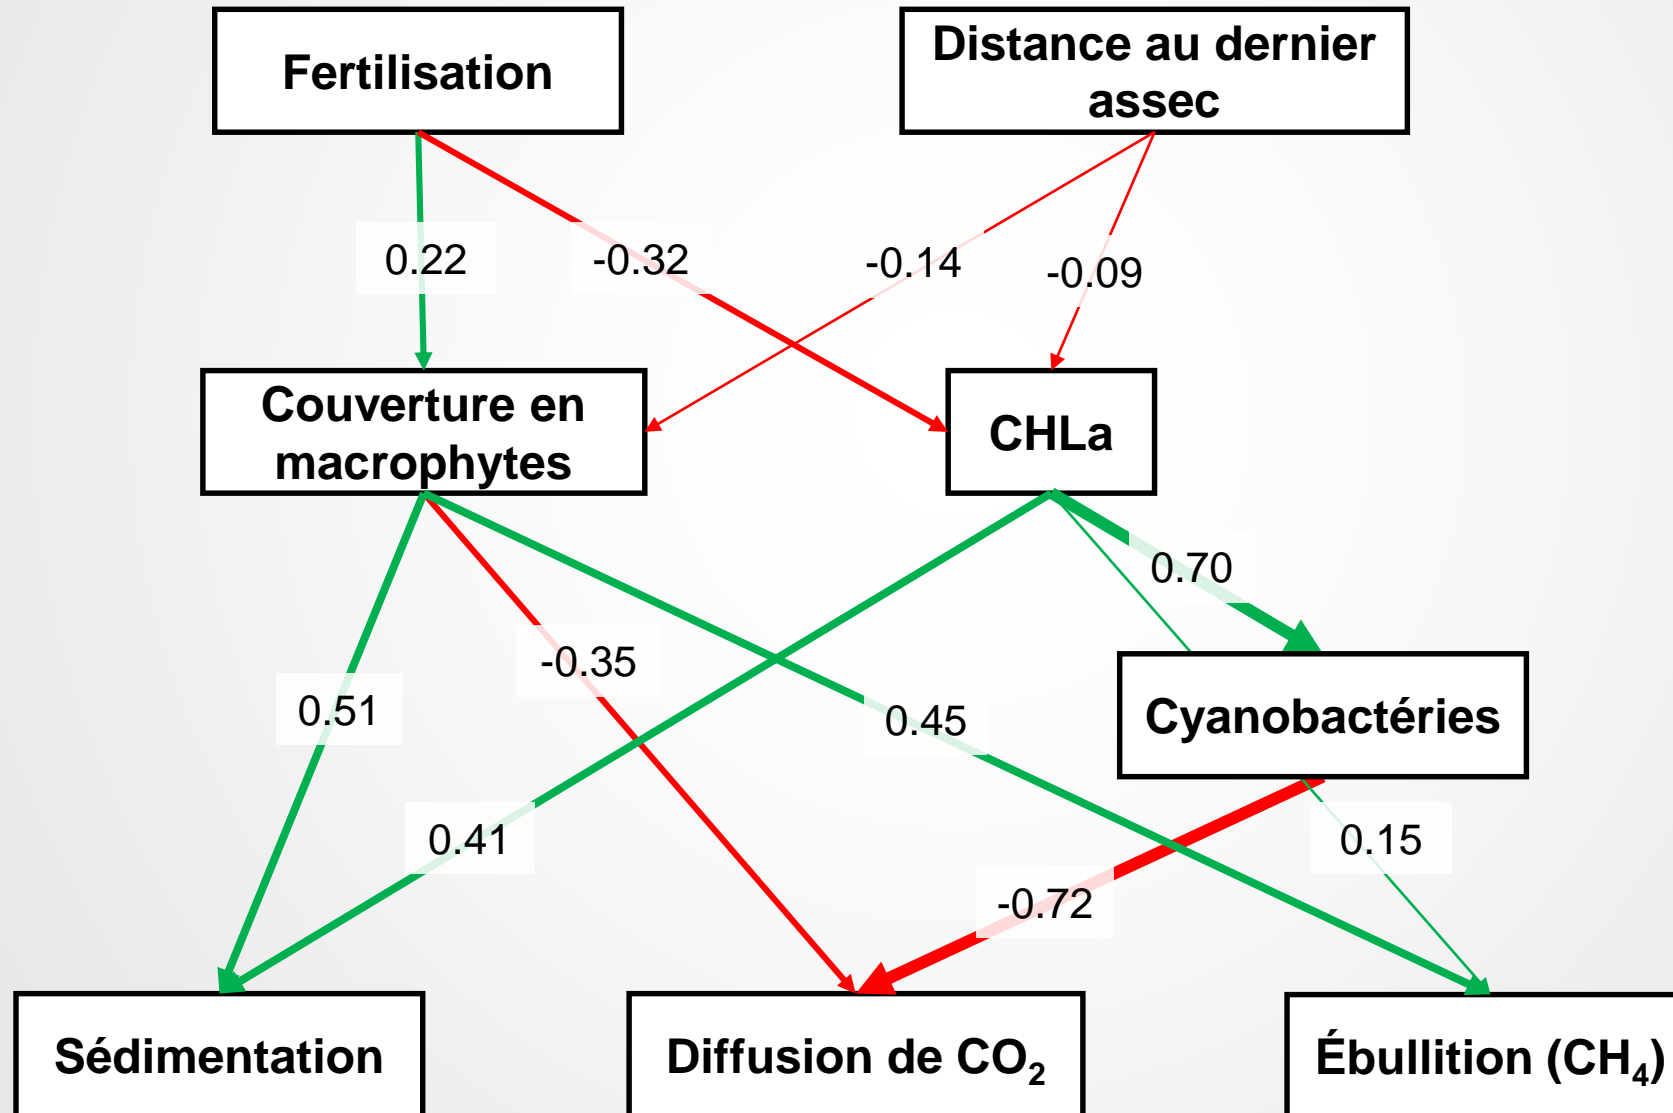 Fertilisation
Distance au dernier
assec
0.22
-0.32
-0.14
-0.09
Couverture en
macrophytes
CHLa
0.70
-0.35
0.51
0.45
Cyanobactéries
0.41
0.15
-0.72
Sédimentation
Diffusion de CO₂
Ébullition (CH₄)